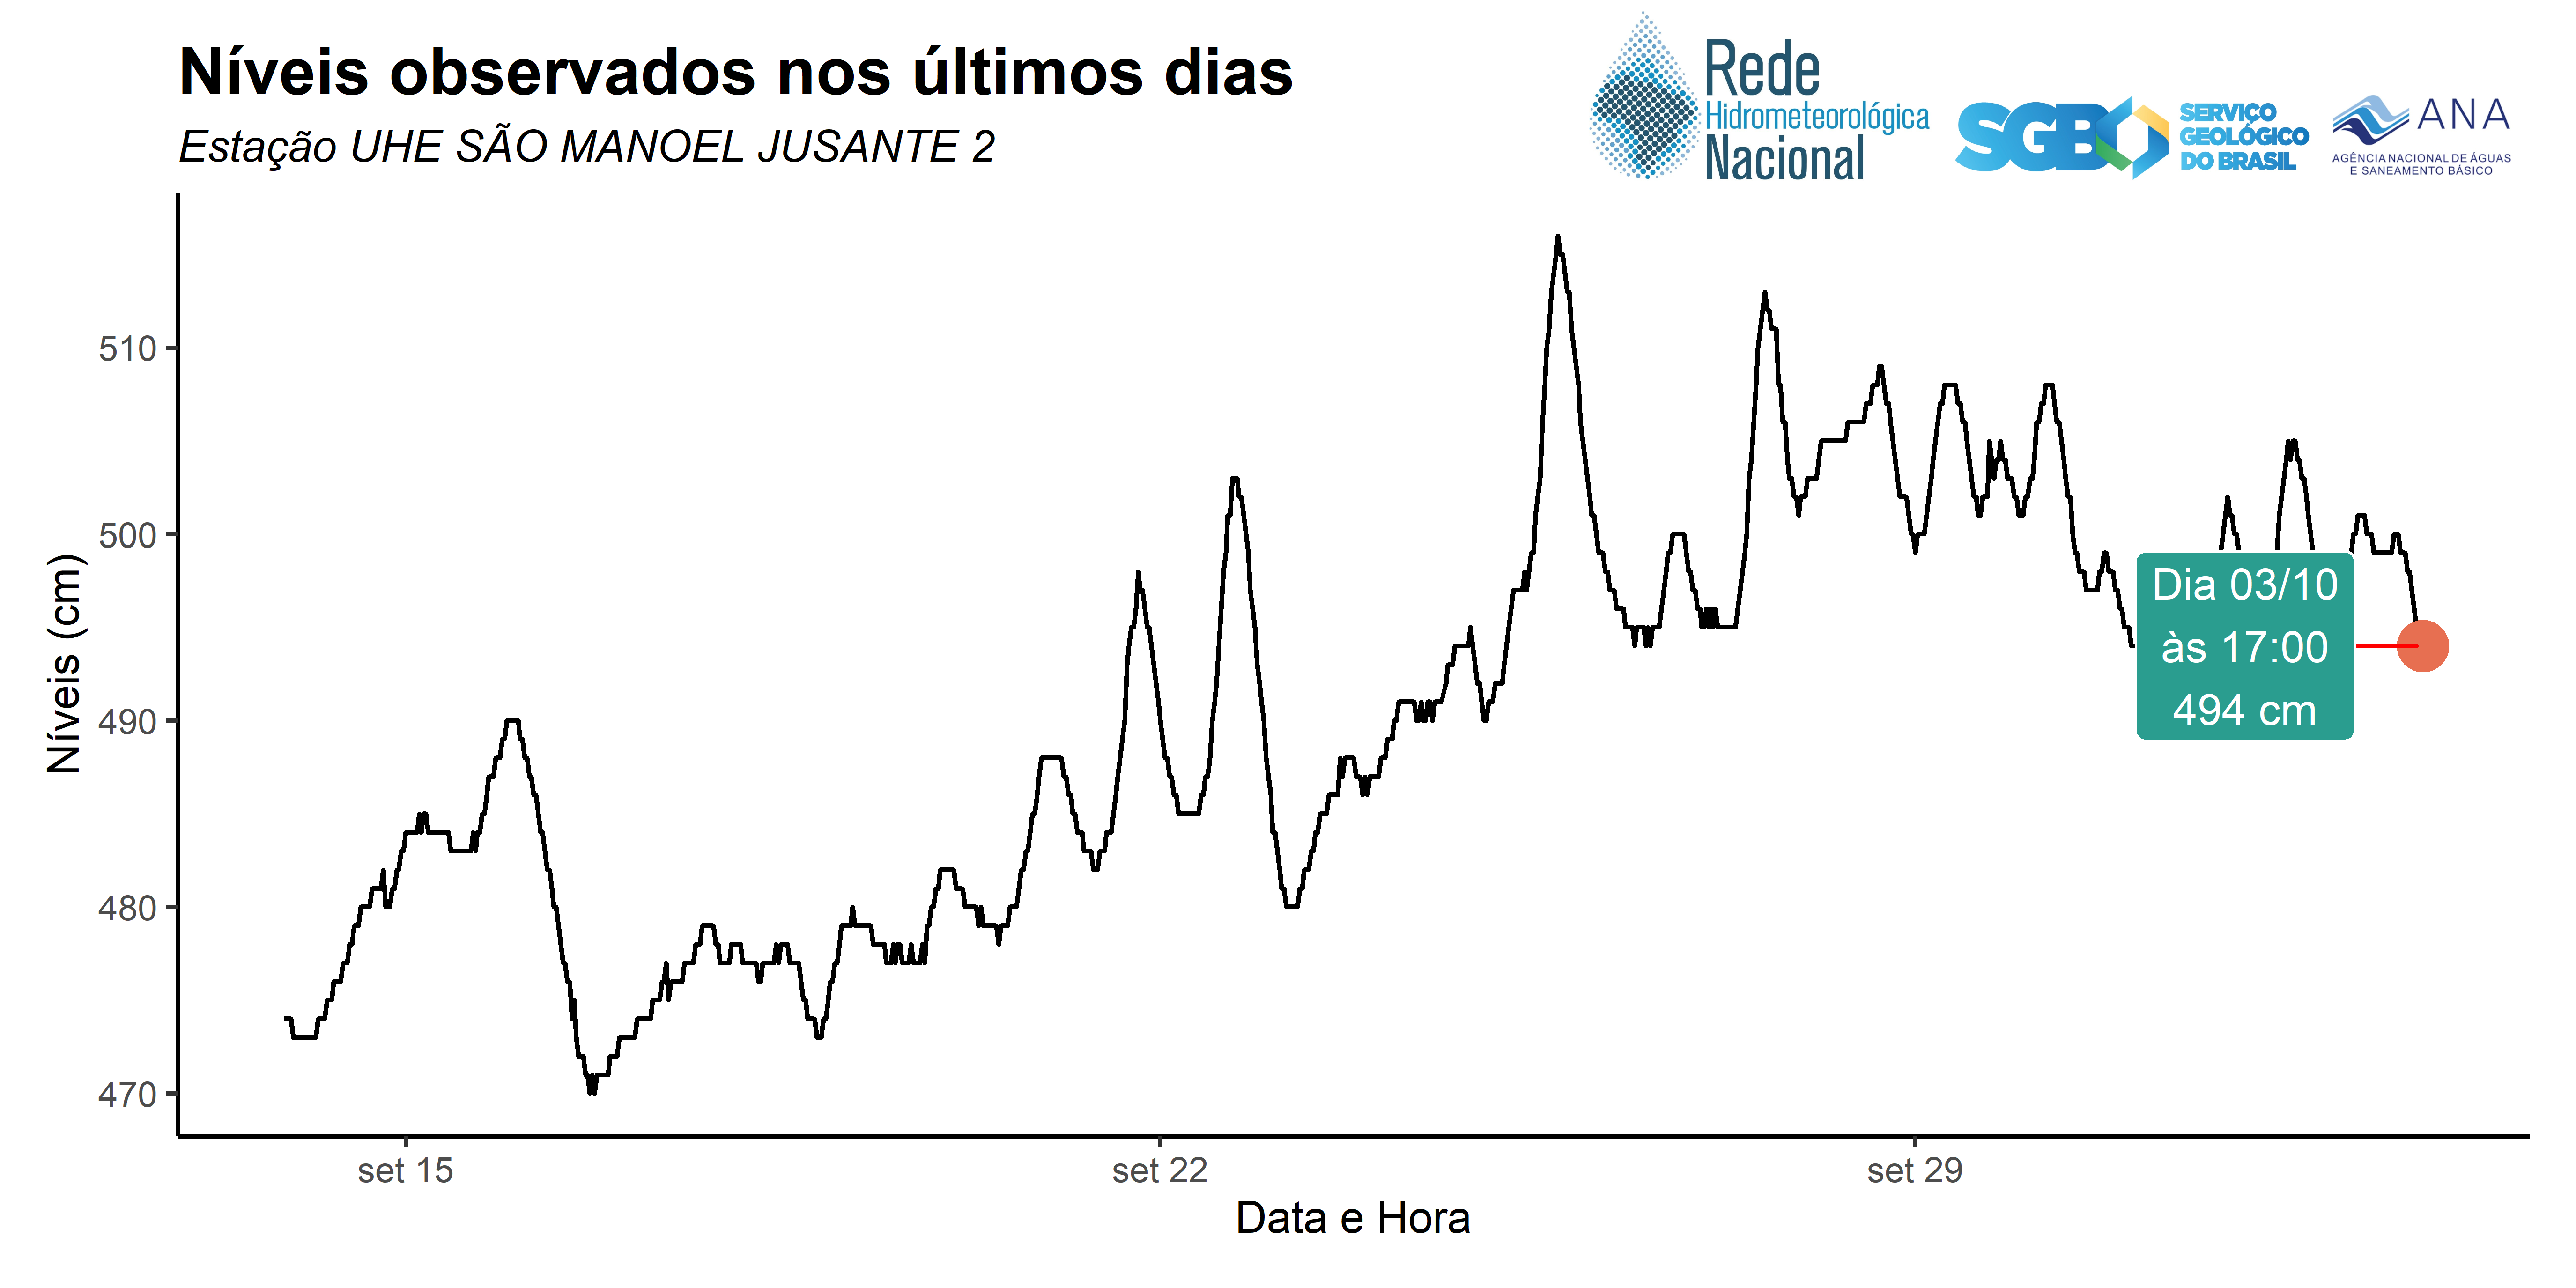 Níveis observados nos últimos dias
Estação UHE SÃO MANOEL JUSANTE 2
Rede
Hidrometeorológica
Nacional
SGB
SERVIÇO
GEOLÓGICO
DO BRASIL
ANA
AGÊNCIA NACIONAL DE ÁGUAS
E SANEAMENTO BÁSICO
Níveis (cm)
510
500
490
480
470
Dia 03/10
às 17:00
494 cm
set 15
set 22
set 29
Data e Hora